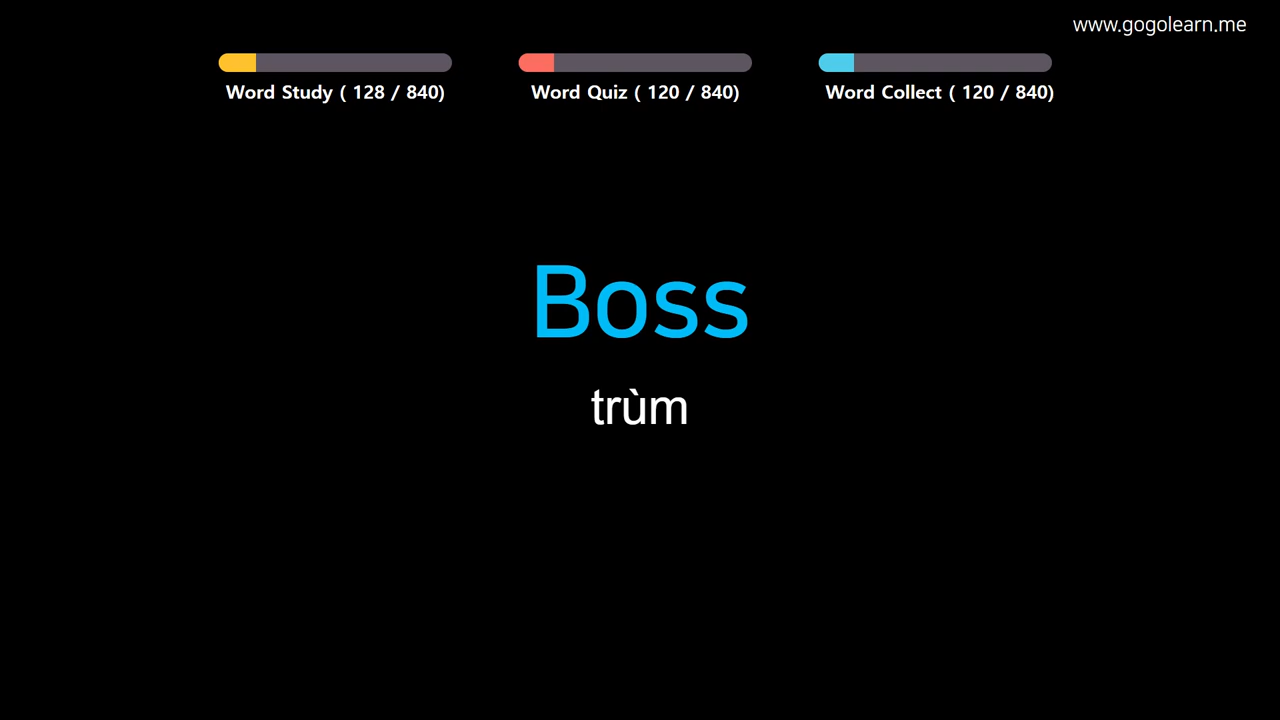 www.gogolearn.me
Word Study ( 128 / 840)
Word Quiz ( 120 / 840)
Word Collect ( 120 / 840)
Boss
trùm